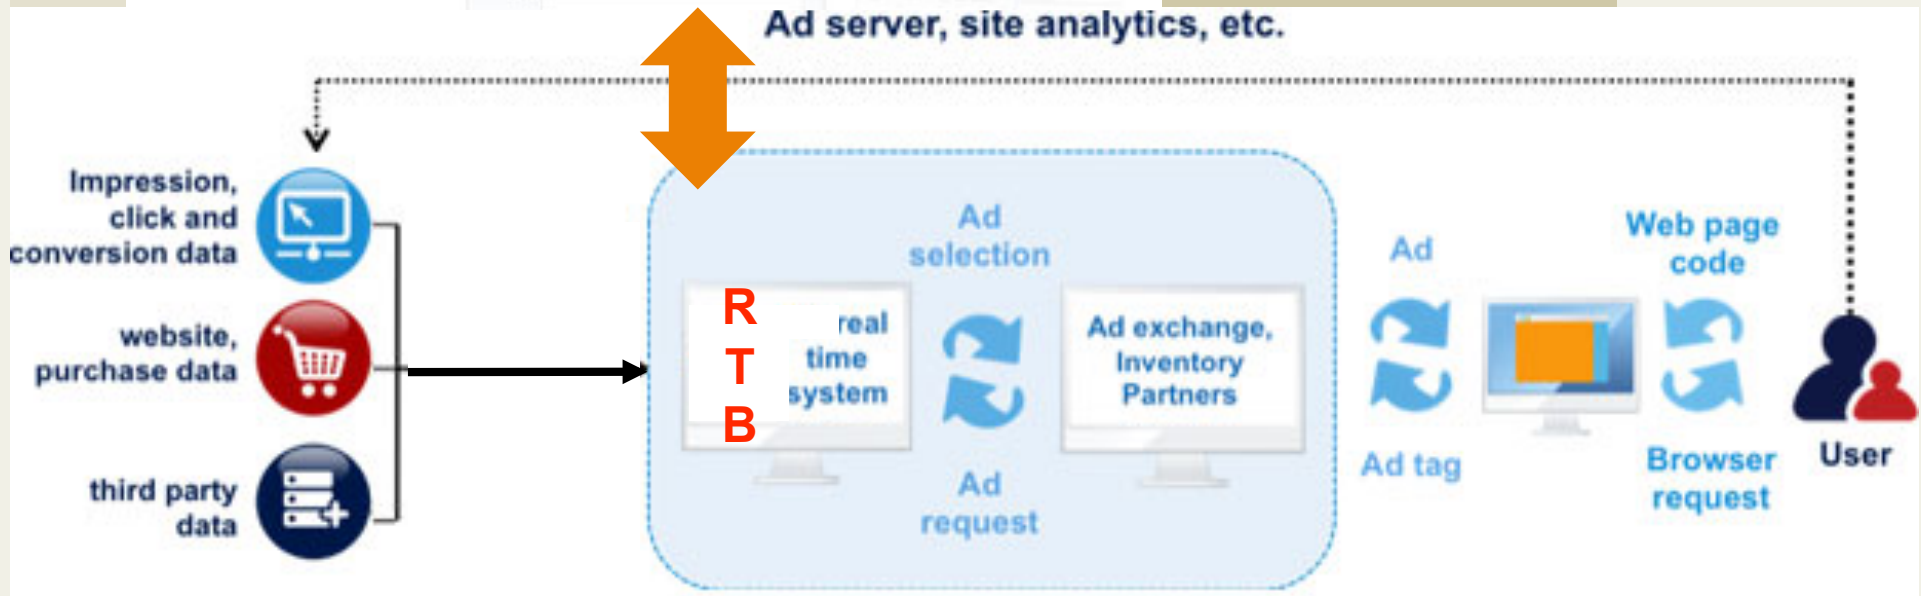 Ad server, site analytics, etc.
Impression,
click and
conversion data
website,
purchase data
third party
data
R
T
B
real
time
system
Ad
selection
Ad
request
Ad exchange,
Inventory
Partners
Ad
Ad tag
Web page
code
Browser
request
User